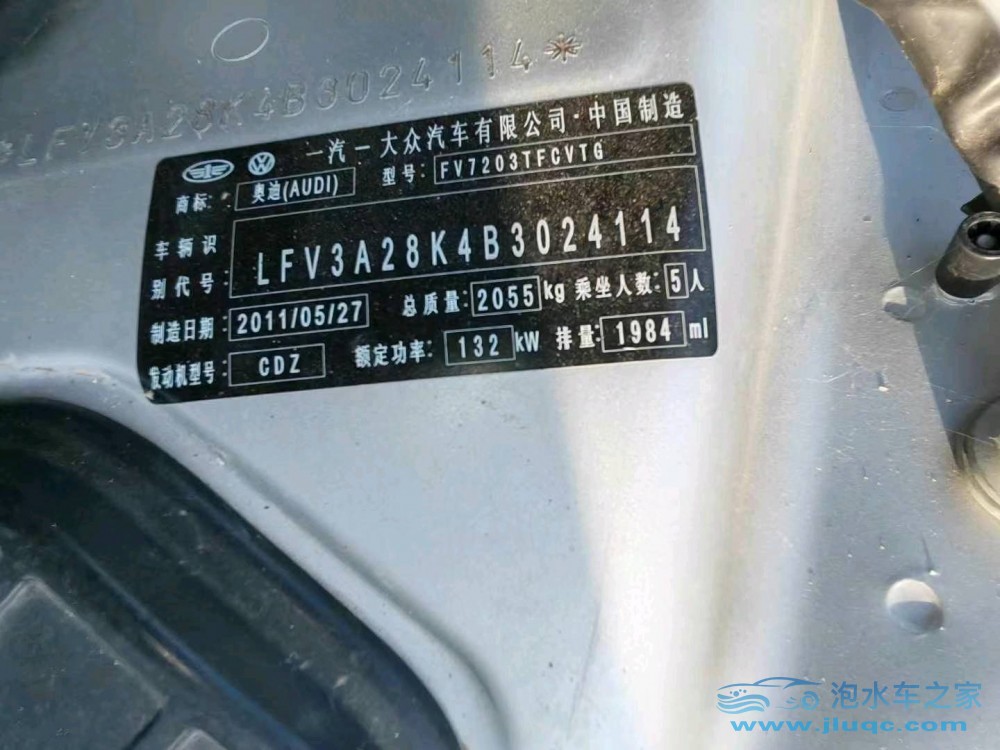 *LFV3A28K4B3024114*
一汽一大众汽车有限公司·中国制造
商标: 奥迪(AUDI) 型号: FV7203TFCVTG
车辆识别代号: LFV3A28K4B3024114
制造日期: 2011/05/27 总质量: 2055 kg 乘坐人数: 5 人
发动机型号: CDZ 额定功率: 132 kW 排量: 1984 ml
泡水车之家
www.jluqc.com